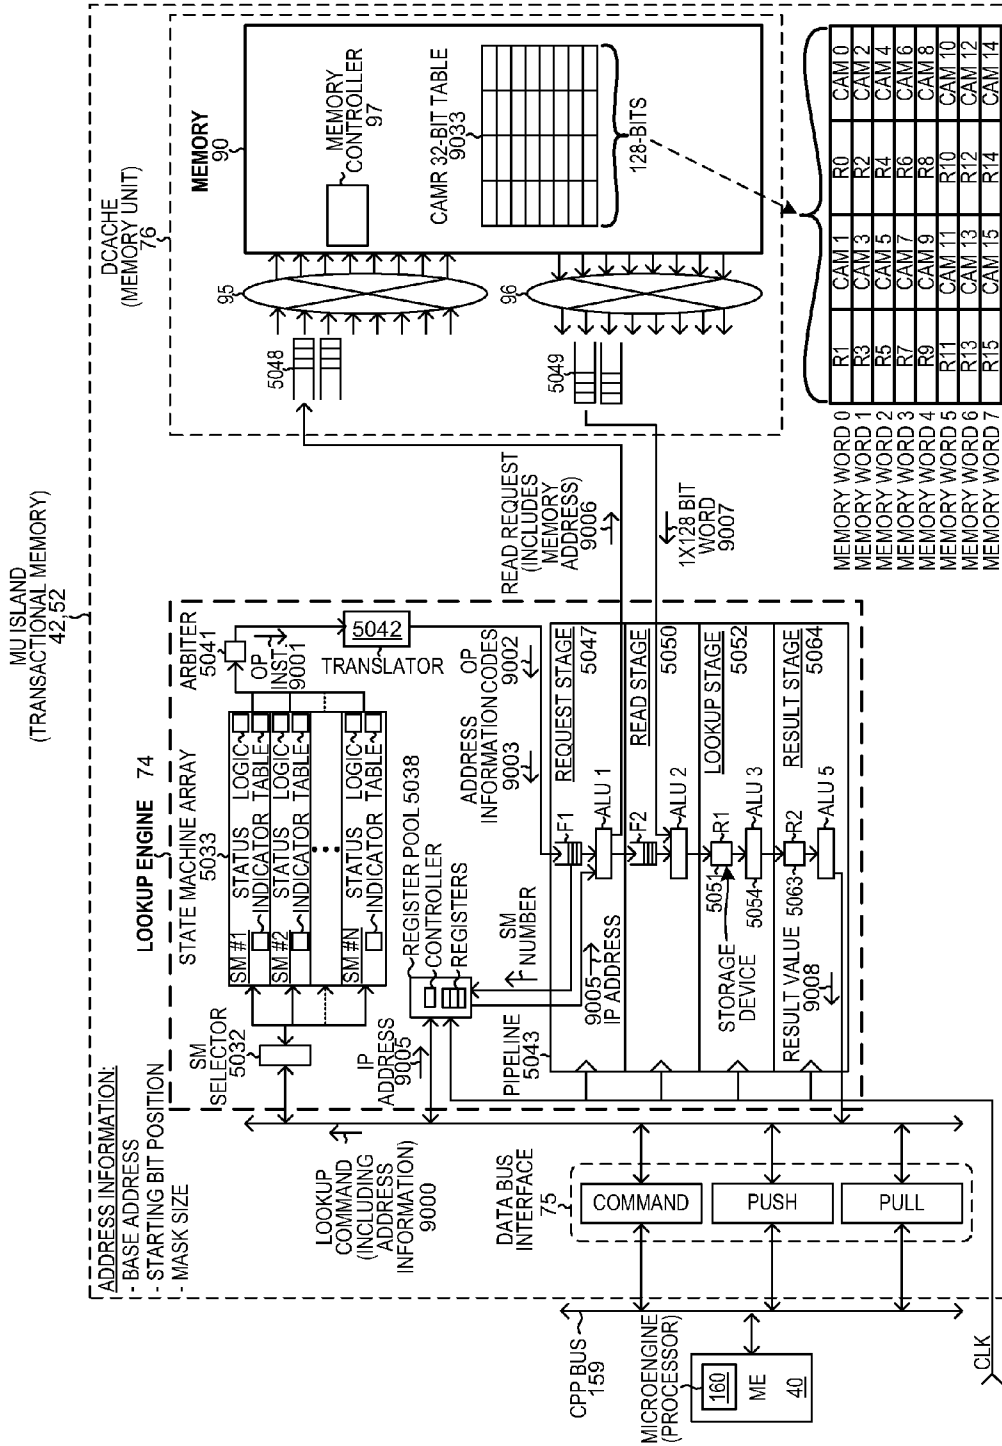 MU ISLAND
(TRANSACTIONAL MEMORY)
42,52
ADDRESS INFORMATION:
- BASE ADDRESS
- STARTING BIT POSITION
- MASK SIZE
LOOKUP ENGINE 74
STATE MACHINE ARRAY
5033
SM
SELECTOR
5032
SM #1
STATUS
INDICATOR
LOGIC
TABLE
SM #2
STATUS
INDICATOR
LOGIC
TABLE
SM #N
STATUS
INDICATOR
LOGIC
TABLE
ARBITER
5041
OP
INST.
9001
5042
TRANSLATOR
LOOKUP
COMMAND
(INCLUDING
ADDRESS
INFORMATION)
9000
IP
ADDRESS
9005
REGISTER POOL 5038
CONTROLLER
REGISTERS
SM
NUMBER
9005
IP ADDRESS
ADDRESS
INFORMATION
9003
OP
CODES
9002
PIPELINE
5043
REQUEST STAGE
5047
F1
ALU 1
READ STAGE
5050
F2
ALU 2
LOOKUP STAGE
5052
5051
R1
STORAGE
DEVICE
5054
ALU 3
RESULT STAGE
5064
RESULT VALUE
9008
5063
R2
ALU 5
READ REQUEST
(INCLUDES
MEMORY
ADDRESS)
9006
1X128 BIT
WORD
9007
DCACHE
(MEMORY UNIT)
76
5048
95
5049
96
MEMORY
90
MEMORY
CONTROLLER
97
CAMR 32-BIT TABLE
9033
128-BITS
MEMORY WORD 0 R1 CAM 1 R0 CAM 0
MEMORY WORD 1 R3 CAM 3 R2 CAM 2
MEMORY WORD 2 R5 CAM 5 R4 CAM 4
MEMORY WORD 3 R7 CAM 7 R6 CAM 6
MEMORY WORD 4 R9 CAM 9 R8 CAM 8
MEMORY WORD 5 R11 CAM 11 R10 CAM 10
MEMORY WORD 6 R13 CAM 13 R12 CAM 12
MEMORY WORD 7 R15 CAM 15 R14 CAM 14
DATA BUS
INTERFACE
75
COMMAND
PUSH
PULL
CPP BUS
159
MICROENGINE
(PROCESSOR)
160
ME
40
CLK